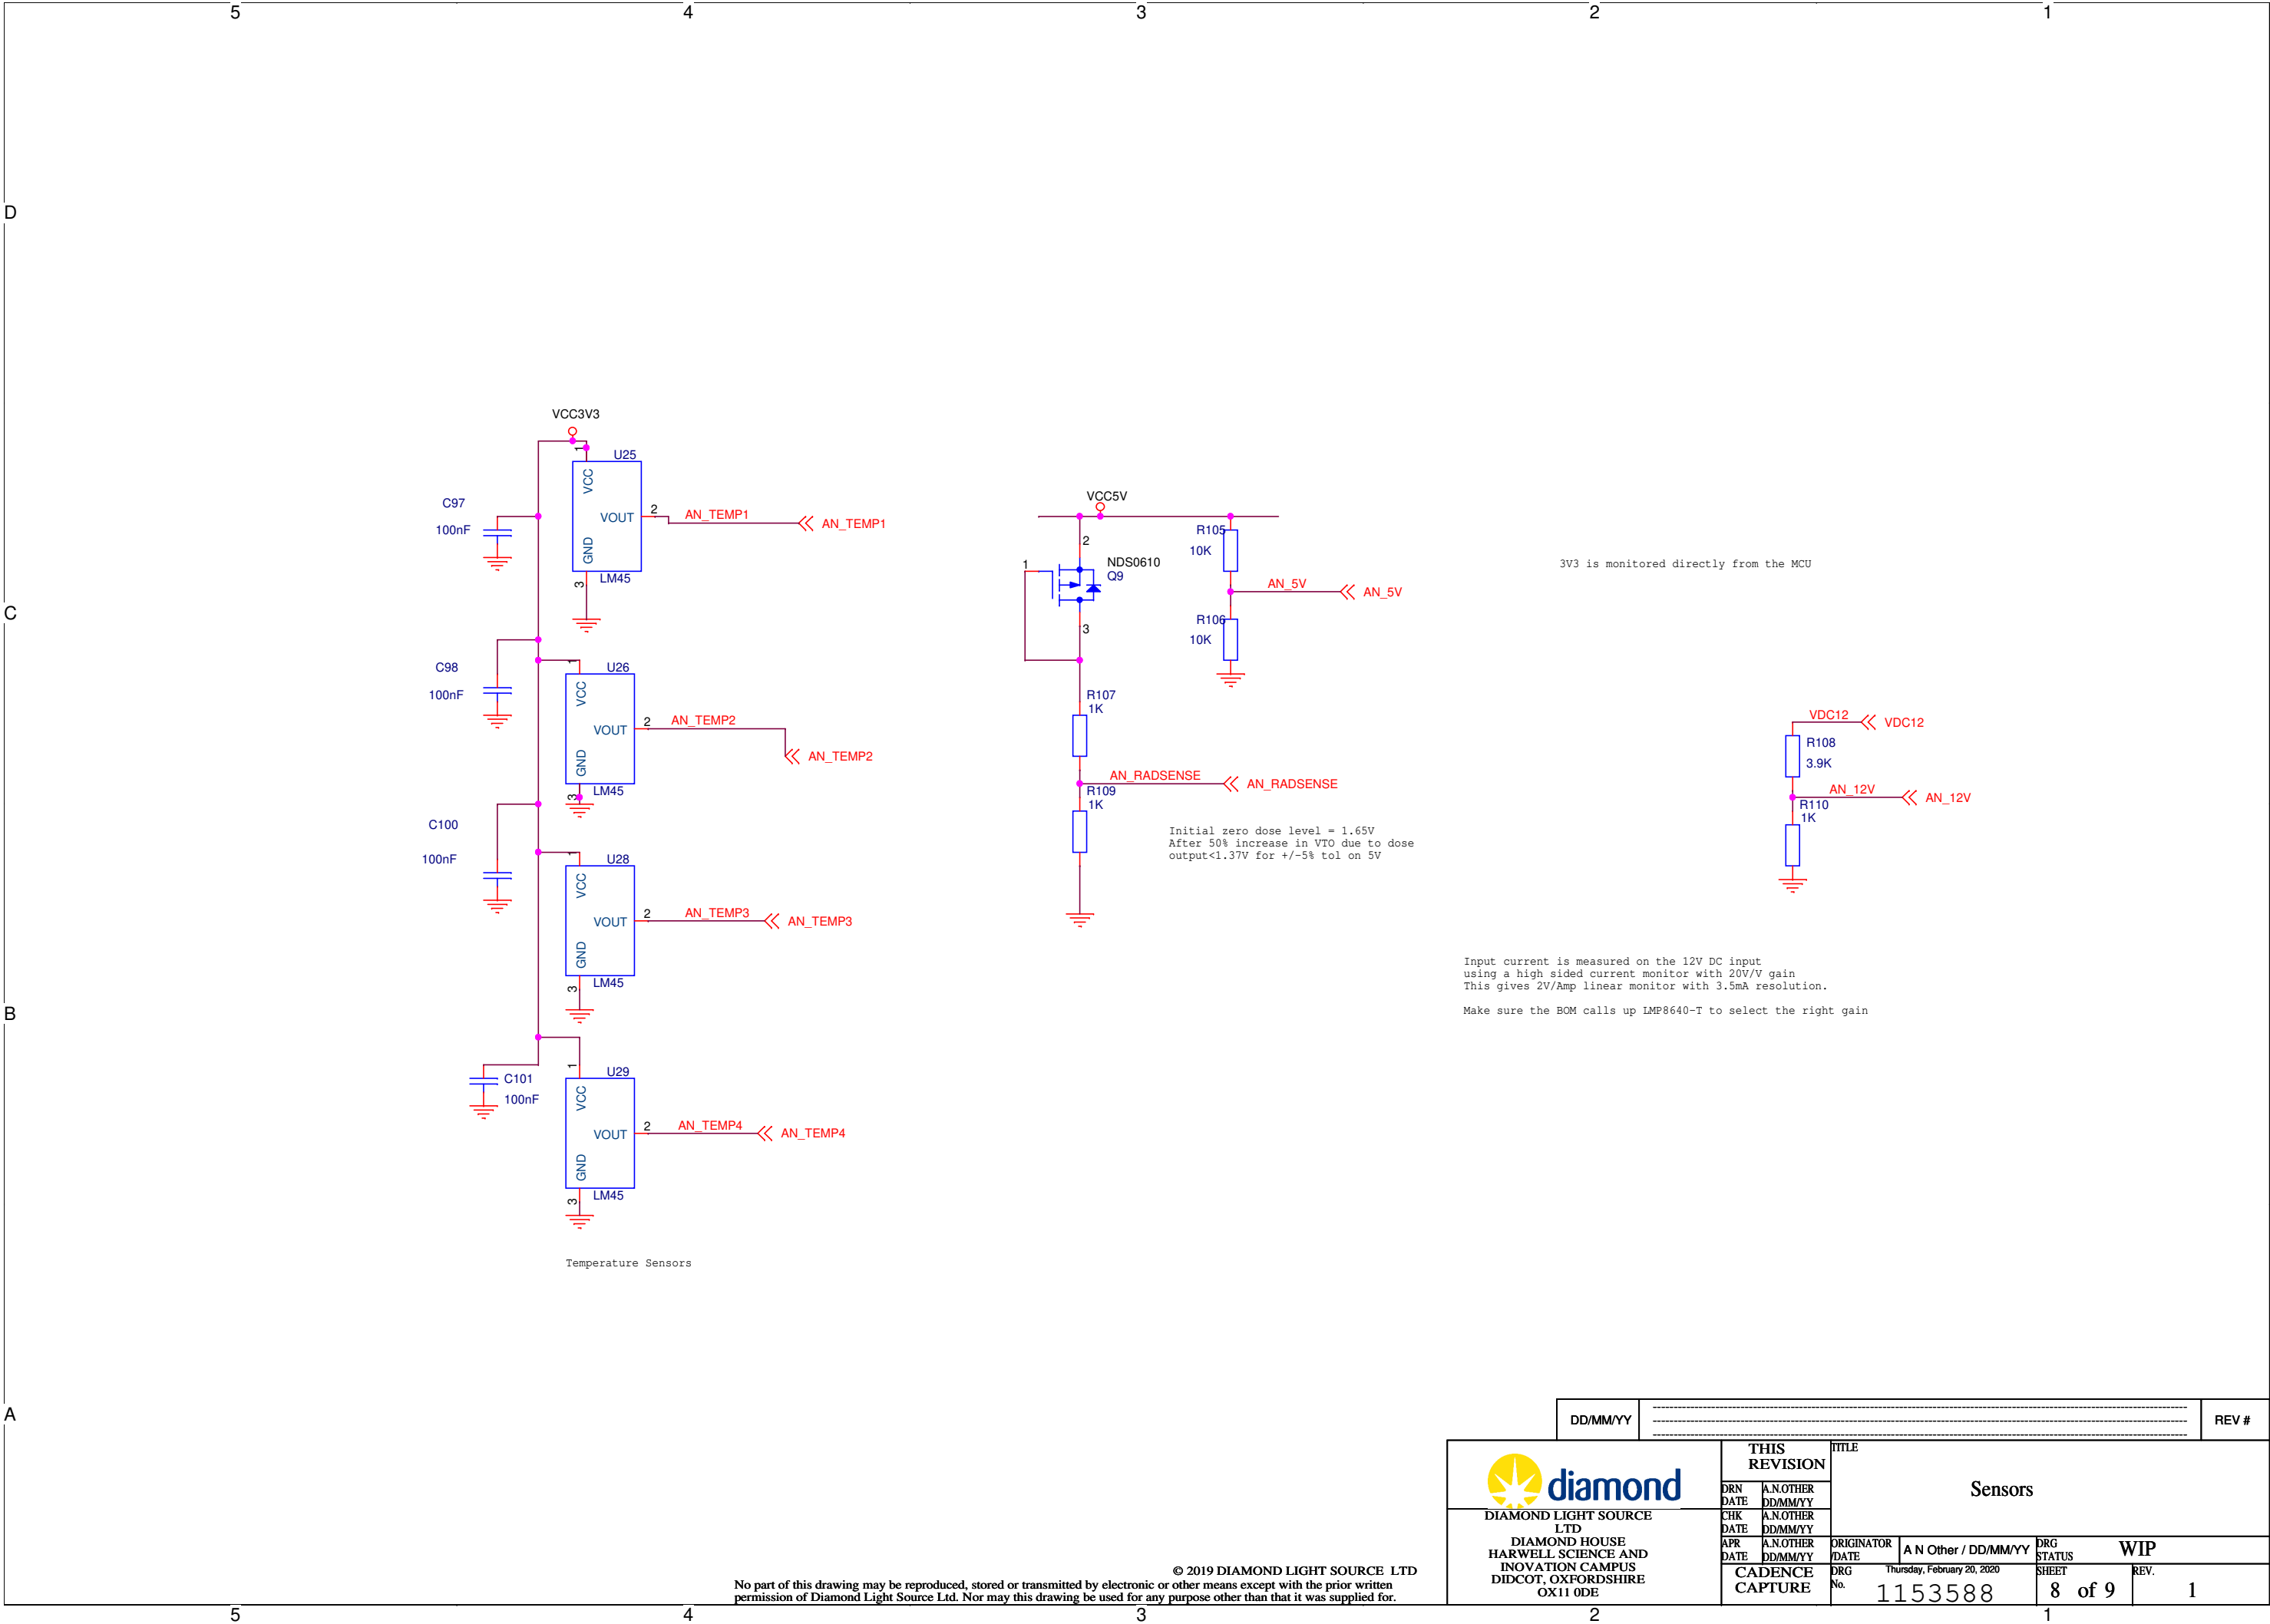 5 4 3 2 1
D
C
B
A
VCC3V3
1
U25
VCC
VOUT
GND
2
3
LM45
AN_TEMP1
AN_TEMP1
C97
100nF
C98
100nF
1
U26
VCC
VOUT
GND
2
3
LM45
AN_TEMP2
AN_TEMP2
C100
100nF
1
U28
VCC
VOUT
GND
2
3
LM45
AN_TEMP3
AN_TEMP3
C101
100nF
1
U29
VCC
VOUT
GND
2
3
LM45
AN_TEMP4
AN_TEMP4
Temperature Sensors
VCC5V
2
1
NDS0610
Q9
3
R105
10K
AN_5V
AN_5V
R106
10K
R107
1K
AN_RADSENSE
AN_RADSENSE
R109
1K
Initial zero dose level = 1.65V
After 50% increase in VTO due to dose
output<1.37V for +/-5% tol on 5V
3V3 is monitored directly from the MCU
VDC12
VDC12
R108
3.9K
AN_12V
AN_12V
R110
1K
Input current is measured on the 12V DC input
using a high sided current monitor with 20V/V gain
This gives 2V/Amp linear monitor with 3.5mA resolution.
Make sure the BOM calls up LMP8640-T to select the right gain
DD/MM/YY
REV #
diamond
DIAMOND LIGHT SOURCE
LTD
DIAMOND HOUSE
HARWELL SCIENCE AND
INOVATION CAMPUS
DIDCOT, OXFORDSHIRE
OX11 0DE
THIS
REVISION
TITLE
Sensors
DRN A.N.OTHER
DATE DD/MM/YY
CHK A.N.OTHER
DATE DD/MM/YY
APR A.N.OTHER
DATE DD/MM/YY
ORIGINATOR
/DATE
A N Other / DD/MM/YY
DRG
STATUS
WIP
CADENCE
CAPTURE
DRG
No.
Thursday, February 20, 2020
1153588
SHEET
8 of 9
REV.
1
© 2019 DIAMOND LIGHT SOURCE LTD
No part of this drawing may be reproduced, stored or transmitted by electronic or other means except with the prior written
permission of Diamond Light Source Ltd. Nor may this drawing be used for any purpose other than that it was supplied for.
5 4 3 2 1